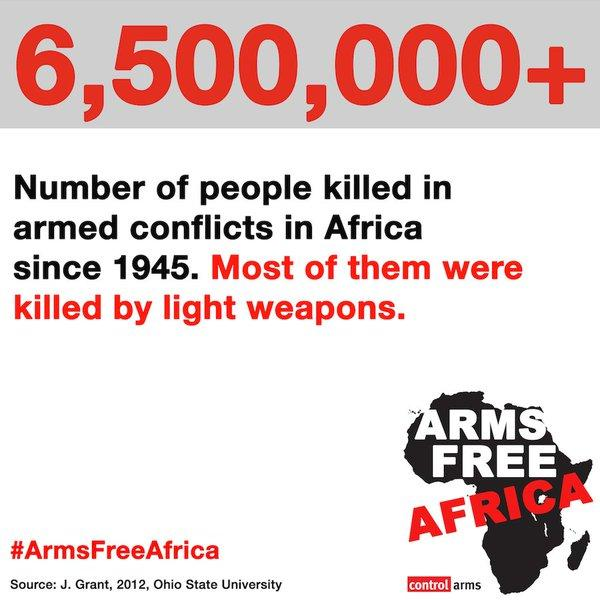 6,500,000+
Number of people killed in
armed conflicts in Africa
since 1945. Most of them were
killed by light weapons.
ARMS
FREE
AFRICA
#ArmsFreeAfrica
Source: J. Grant, 2012, Ohio State University
control arms